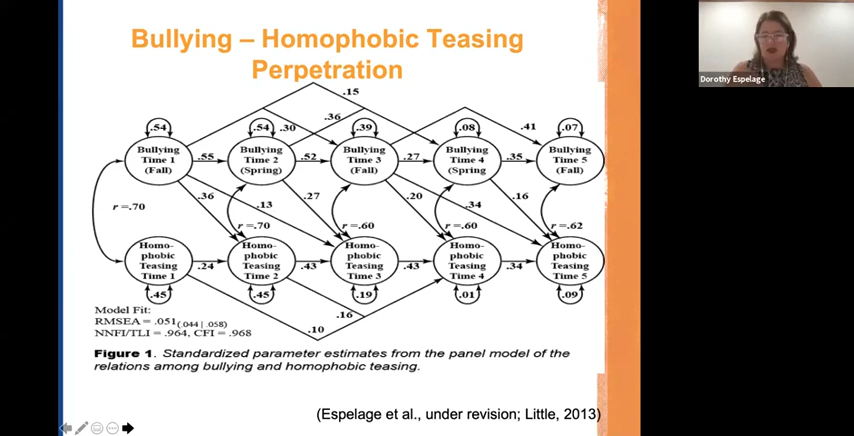 Bullying – Homophobic Teasing
Perpetration
Dorothy Espelage
.15
.36
.54
.54
.30
.39
.08
.41
.07
Bullying
Time 1
(Fall)
.55
Bullying
Time 2
(Spring)
.52
Bullying
Time 3
(Fall)
.27
Bullying
Time 4
(Spring
.35
Bullying
Time 5
(Fall)
.36
.13
.27
.20
.34
.16
r =.70
r =.70
r =.60
r =.60
r =.62
Homo-
phobic
Teasing
Time 1
.24
Homo-
phobic
Teasing
Time 2
.43
Homo-
phobic
Teasing
Time 3
.43
Homo-
phobic
Teasing
Time 4
.34
Homo-
phobic
Teasing
Time 5
.45
.45
.19
.01
.09
.16
.10
Model Fit:
RMSEA = .051(.044 | .058)
NNFI/TLI = .964, CFI = .968
Figure 1. Standardized parameter estimates from the panel model of the
relations among bullying and homophobic teasing.
(Espelage et al., under revision; Little, 2013)